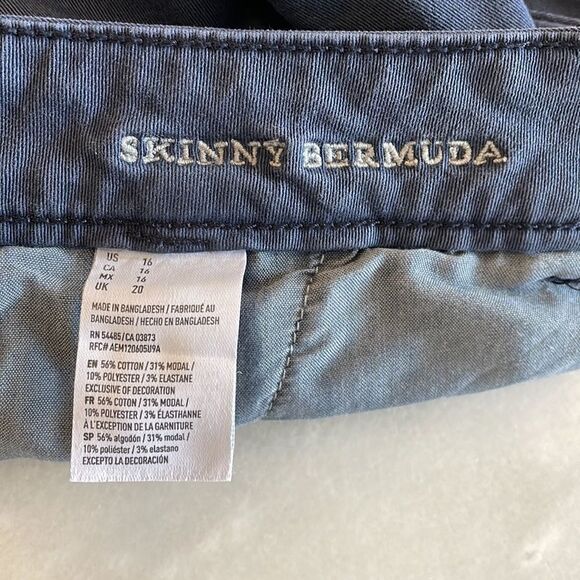 SKINNY BERMUDA
US 16
CA 16
MX 16
UK 20
MADE IN BANGLADESH / FABRIQUÉ AU
BANGLADESH / HECHO EN BANGLADESH
RN 54485/CA 03873
RFC# AEM120605U9A
EN 56% COTTON / 31% MODAL /
10% POLYESTER / 3% ELASTANE
EXCLUSIVE OF DECORATION
FR 56% COTON / 31% MODAL /
10% POLYESTER / 3% ÉLASTHANNE
À L'EXCEPTION DE LA GARNITURE
SP 56% algodón / 31% modal /
10% poliéster / 3% elastano
EXCEPTO LA DECORACIÓN